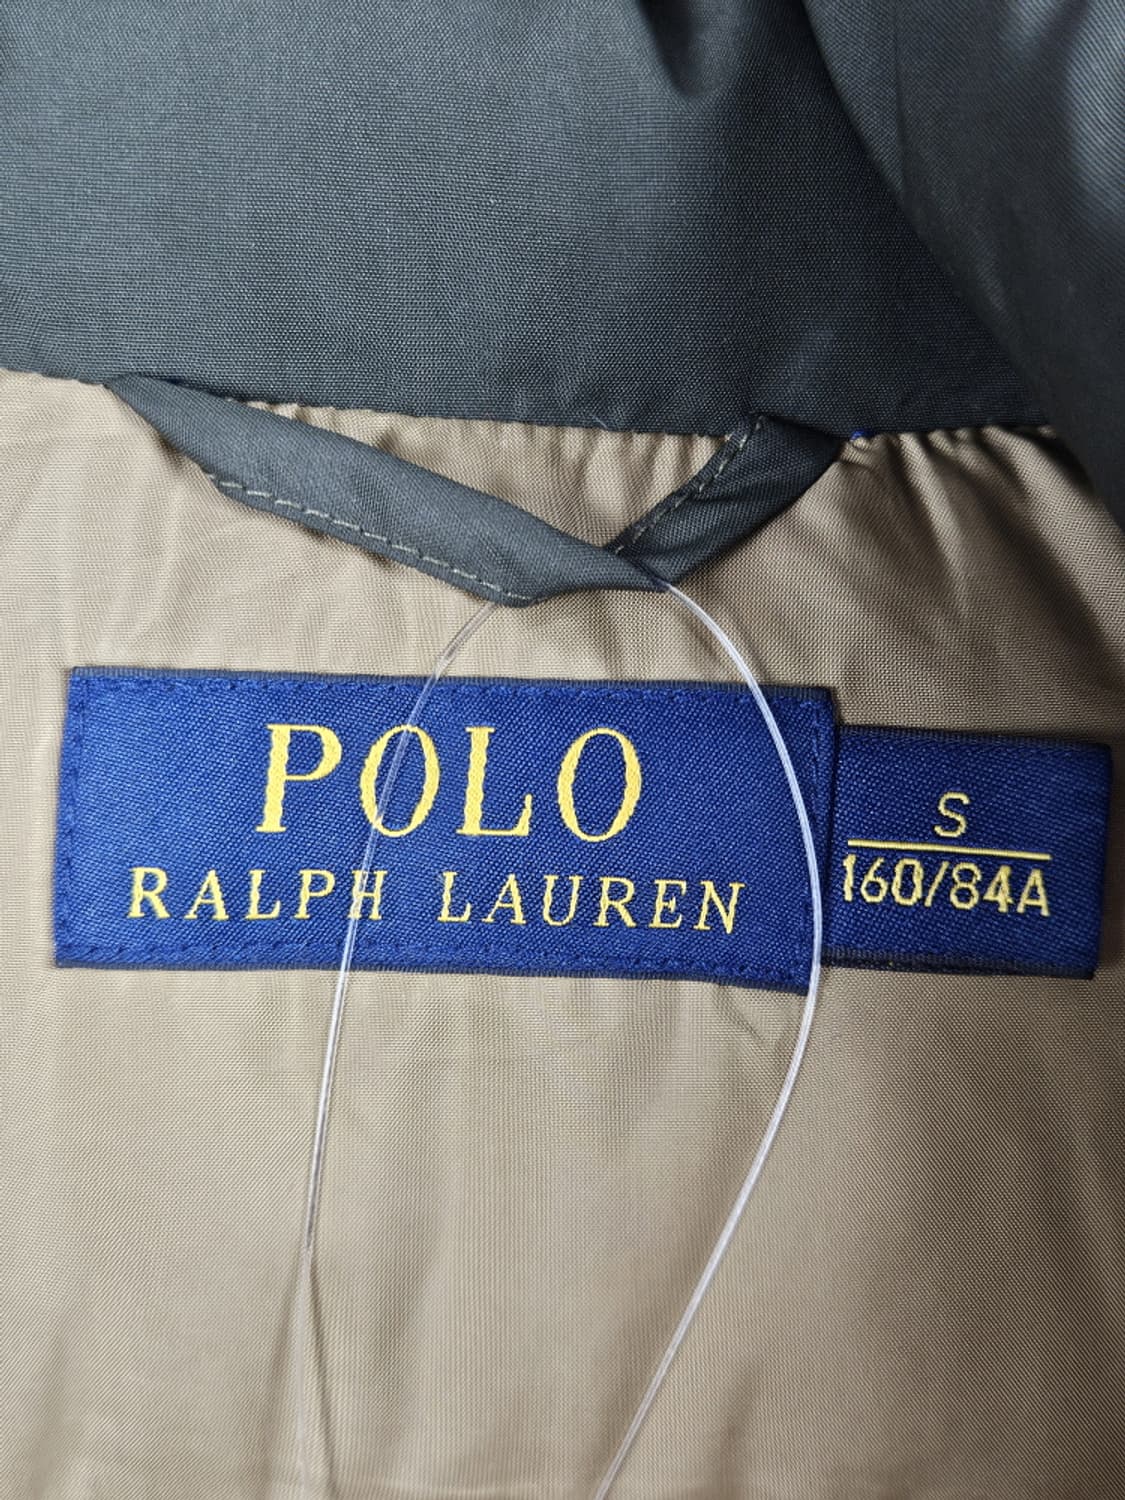 POLO
RALPH LAUREN
S
160/84A